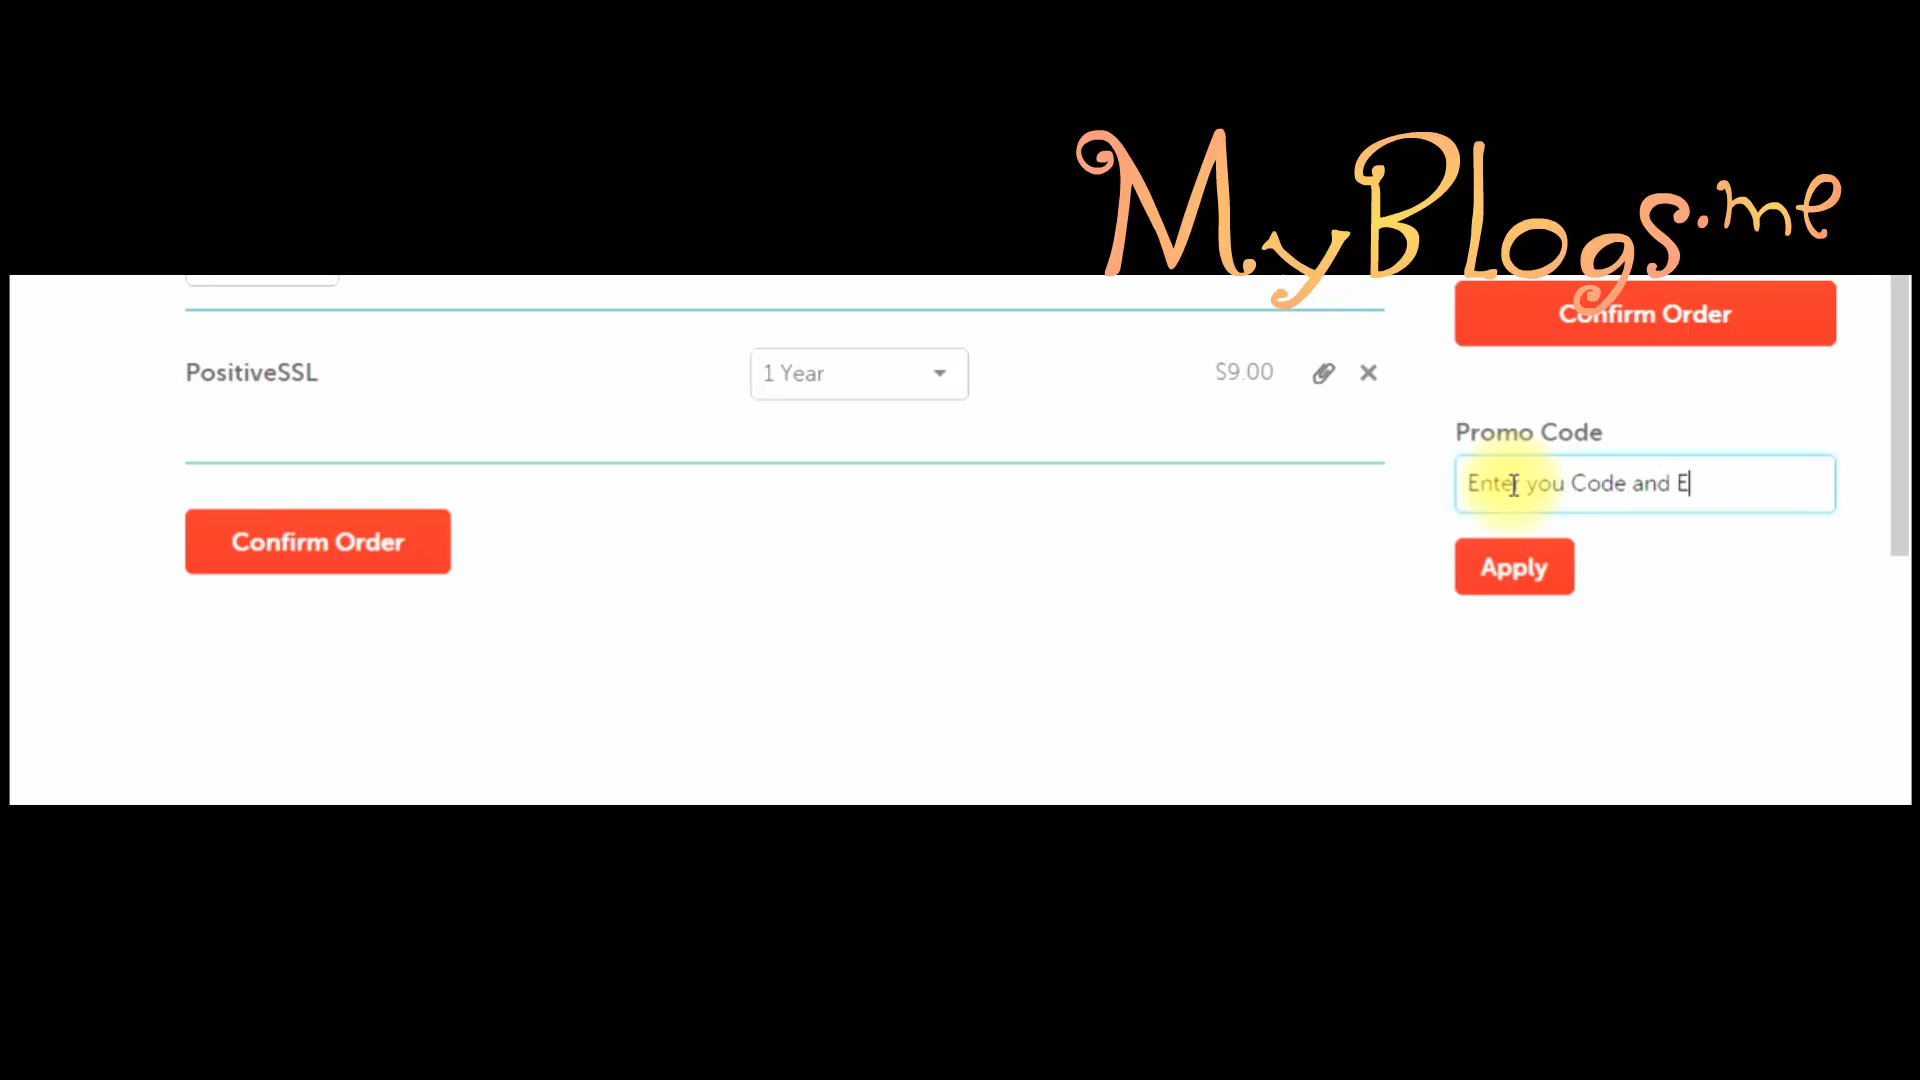 MyBlogs.me
Confirm Order
PositiveSSL
1 Year
$9.00
Promo Code
Enter you Code and E
Confirm Order
Apply